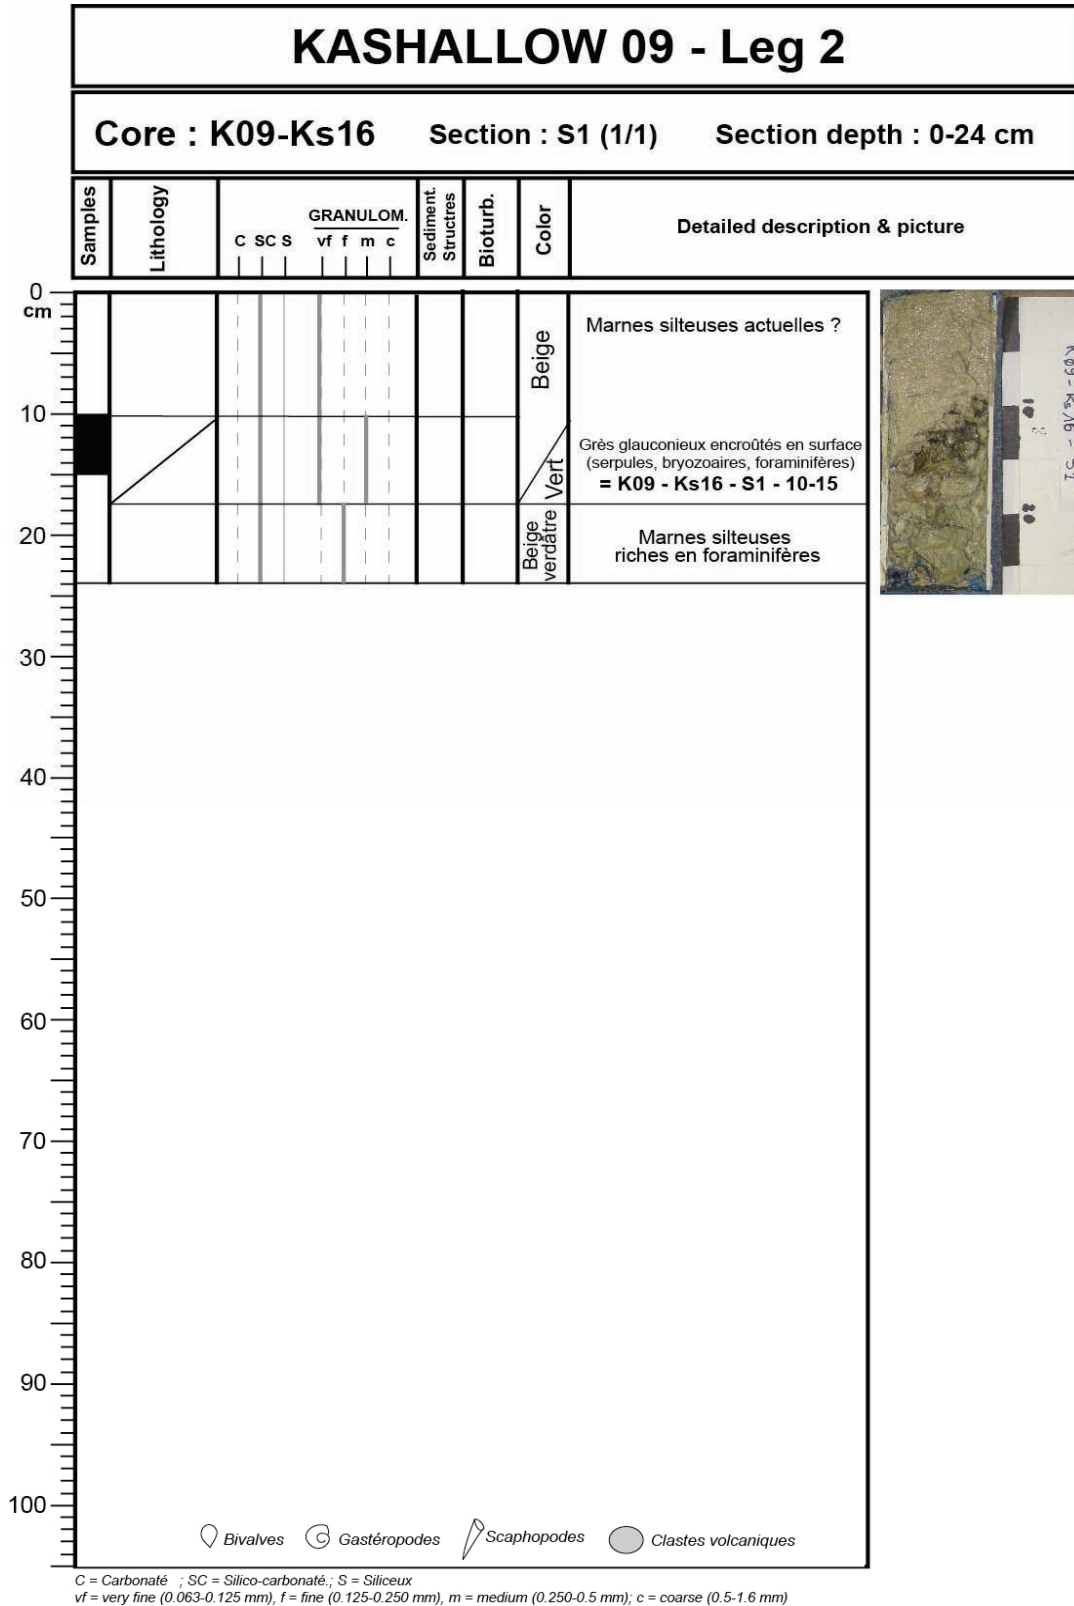 KASHALLOW 09 - Leg 2
Core : K09-Ks16 Section : S1 (1/1) Section depth : 0-24 cm
Samples
Lithology
C SC S
GRANULOM.
vf f m c
Sediment.
Structres
Bioturb.
Color
Detailed description & picture
0
cm
Beige
Marnes silteuses actuelles ?
10
Vert
Grès glauconieux encroûtés en surface
(serpules, bryozoaires, foraminifères)
= K09 - Ks16 - S1 - 10-15
20
Beige
verdâtre
Marnes silteuses
riches en foraminifères
K09 - Ks16 - S1
10
20
30
40
50
60
70
80
90
100
Bivalves Gastéropodes Scaphopodes Clastes volcaniques
C = Carbonaté ; SC = Silico-carbonaté.; S = Siliceux
vf = very fine (0.063-0.125 mm), f = fine (0.125-0.250 mm), m = medium (0.250-0.5 mm); c = coarse (0.5-1.6 mm)